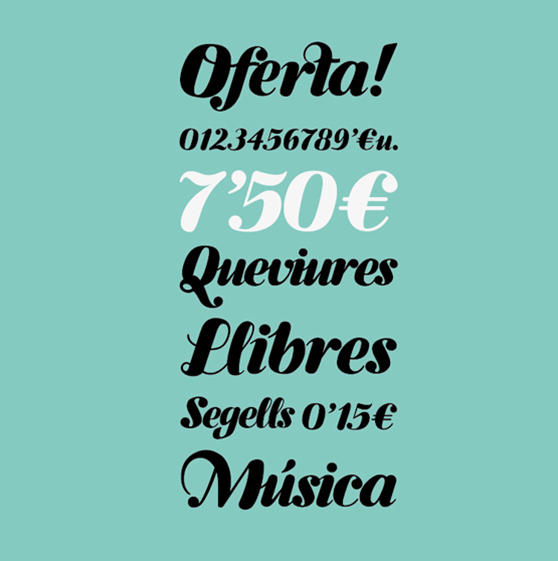 Oferta!
0123456789'€u.
7'50€
Queviures
Llibres
Segells 0'15€
Música